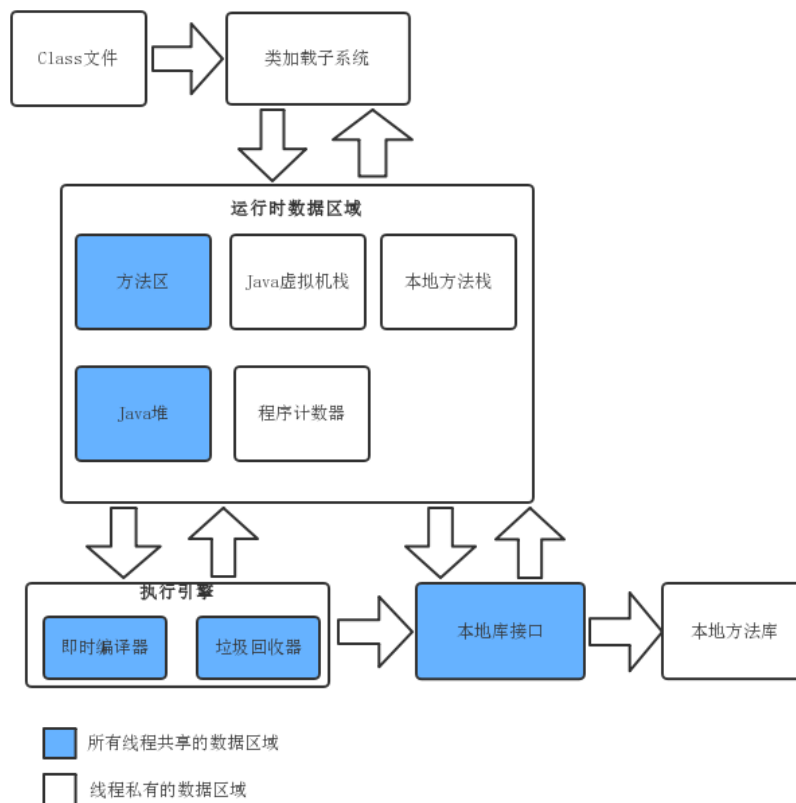 Class文件
类加载子系统
运行时数据区域
方法区
Java虚拟机栈
本地方法栈
Java堆
程序计数器
执行引擎
即时编译器
垃圾回收器
本地库接口
本地方法库
所有线程共享的数据区域
线程私有的数据区域